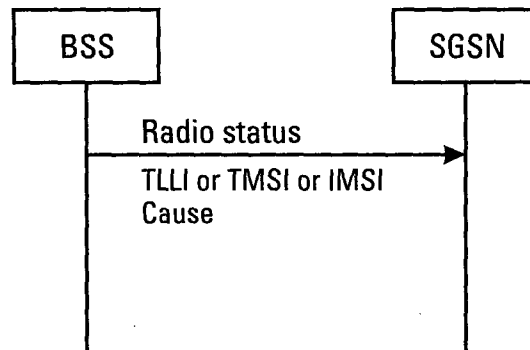 BSS
SGSN
Radio status
TLLI or TMSI or IMSI
Cause